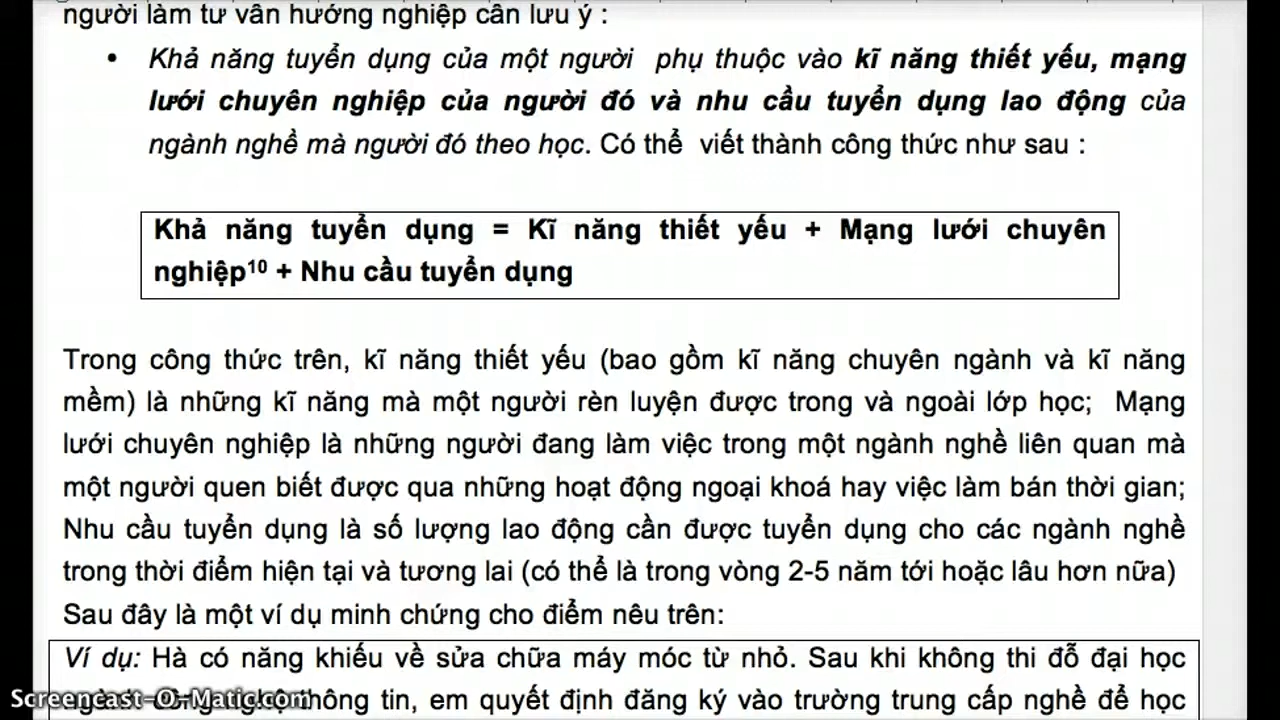 người làm tư vấn hướng nghiệp cần lưu ý :
• Khả năng tuyển dụng của một người phụ thuộc vào kĩ năng thiết yếu, mạng
lưới chuyên nghiệp của người đó và nhu cầu tuyển dụng lao động của
ngành nghề mà người đó theo học. Có thể viết thành công thức như sau :
Khả năng tuyển dụng = Kĩ năng thiết yếu + Mạng lưới chuyên
nghiệp¹⁰ + Nhu cầu tuyển dụng
Trong công thức trên, kĩ năng thiết yếu (bao gồm kĩ năng chuyên ngành và kĩ năng
mềm) là những kĩ năng mà một người rèn luyện được trong và ngoài lớp học; Mạng
lưới chuyên nghiệp là những người đang làm việc trong một ngành nghề liên quan mà
một người quen biết được qua những hoạt động ngoại khoá hay việc làm bán thời gian;
Nhu cầu tuyển dụng là số lượng lao động cần được tuyển dụng cho các ngành nghề
trong thời điểm hiện tại và tương lai (có thể là trong vòng 2-5 năm tới hoặc lâu hơn nữa)
Sau đây là một ví dụ minh chứng cho điểm nêu trên:
Ví dụ: Hà có năng khiếu về sửa chữa máy móc từ nhỏ. Sau khi không thi đỗ đại học
thông tin, em quyết định đăng ký vào trường trung cấp nghề để học
Screencast-O-Matic.com